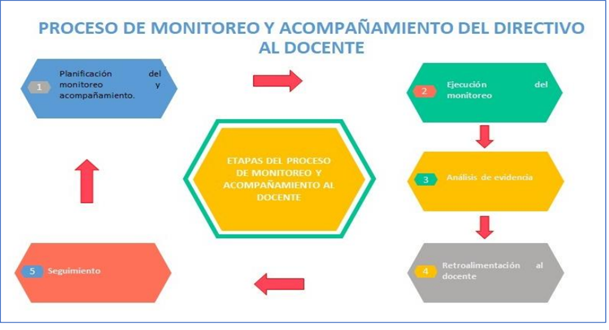 PROCESO DE MONITOREO Y ACOMPAÑAMIENTO DEL DIRECTIVO
AL DOCENTE
1
Planificación del
monitoreo y
acompañamiento.
2
Ejecución del
monitoreo
ETAPAS DEL PROCESO
DE MONITOREO Y
ACOMPAÑAMIENTO AL
DOCENTE
3
Análisis de evidencia
4
Retroalimentación al
docente
5
Seguimiento